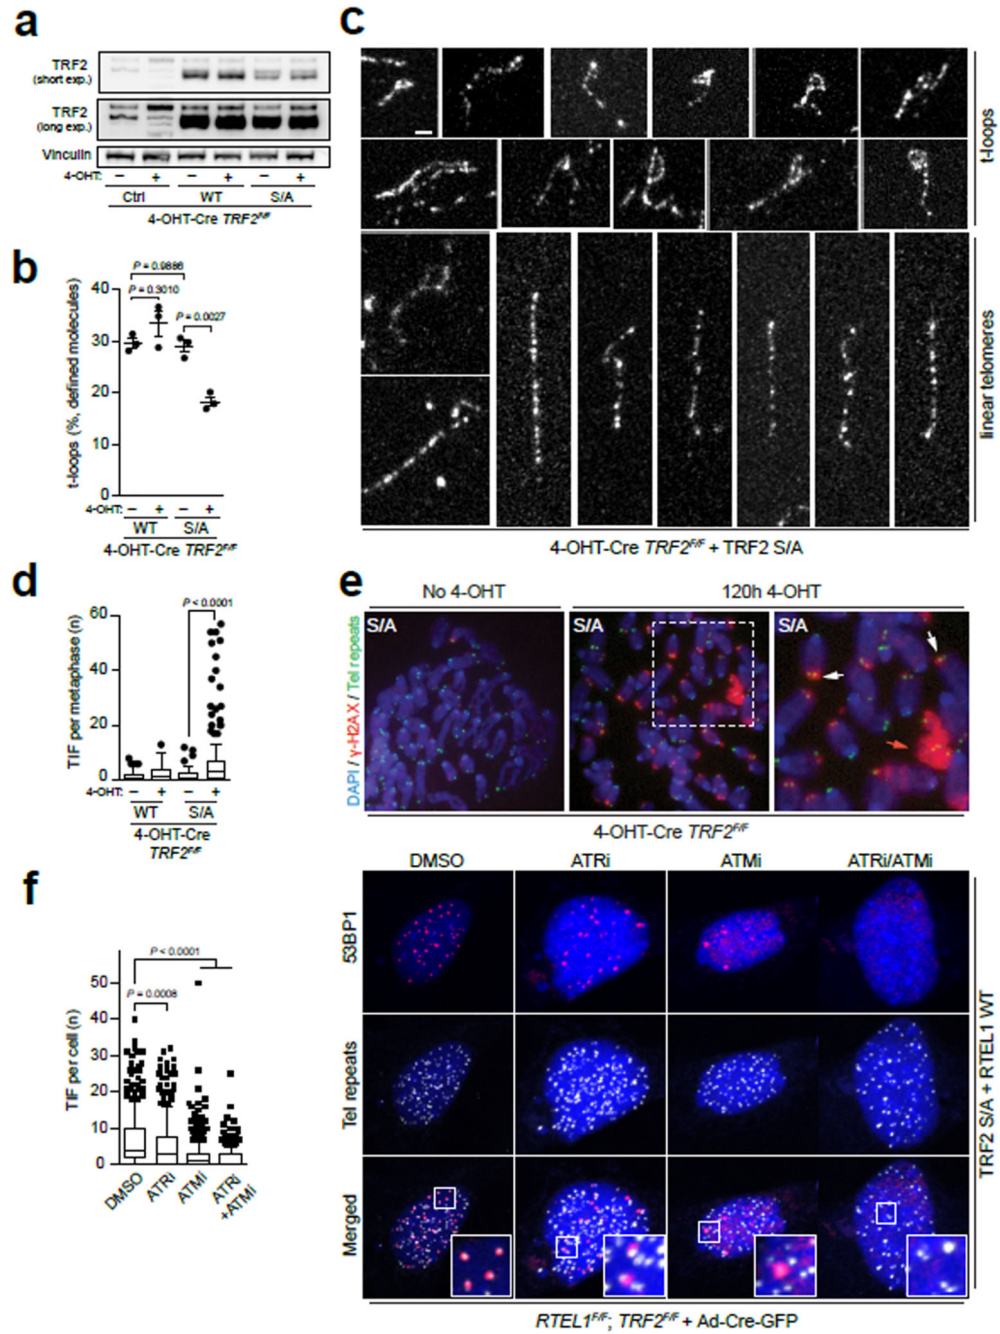 a
TRF2
(short exp.)
TRF2
(long exp.)
Vinculin
4-OHT: – + – + – +
Ctrl WT S/A
4-OHT-Cre TRF2F/F
b
P = 0.9886
P = 0.3010
P = 0.0027
t-loops (%, defined molecules)
40
30
20
10
0
4-OHT: – + – +
WT S/A
4-OHT-Cre TRF2F/F
c
t-loops
linear telomeres
4-OHT-Cre TRF2F/F + TRF2 S/A
d
P < 0.0001
TIF per metaphase (n)
60
40
20
0
4-OHT: – + – +
WT S/A
4-OHT-Cre
TRF2F/F
e
No 4-OHT 120h 4-OHT
S/A S/A S/A
DAPI / γ-H2AX / Tel repeats
4-OHT-Cre TRF2F/F
f
P < 0.0001
P = 0.0008
TIF per cell (n)
50
40
30
20
10
0
DMSO
ATRi
ATMi
ATRi
+ATMi
DMSO ATRi ATMi ATRi/ATMi
53BP1
Tel repeats
Merged
TRF2 S/A + RTEL1 WT
RTEL1F/F; TRF2F/F + Ad-Cre-GFP